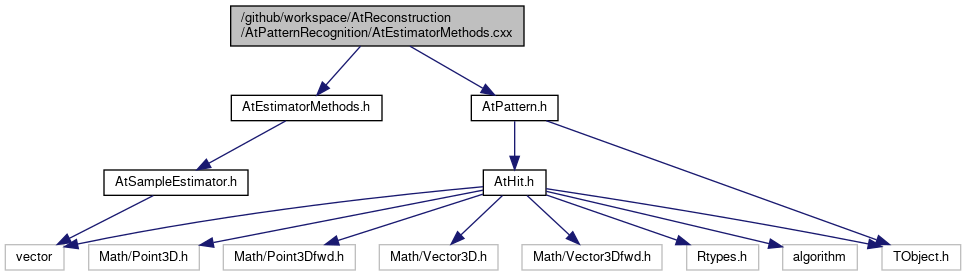 /github/workspace/AtReconstruction
/AtPatternRecognition/AtEstimatorMethods.cxx
AtEstimatorMethods.h
AtPattern.h
AtSampleEstimator.h
AtHit.h
vector
Math/Point3D.h
Math/Point3Dfwd.h
Math/Vector3D.h
Math/Vector3Dfwd.h
Rtypes.h
algorithm
TObject.h